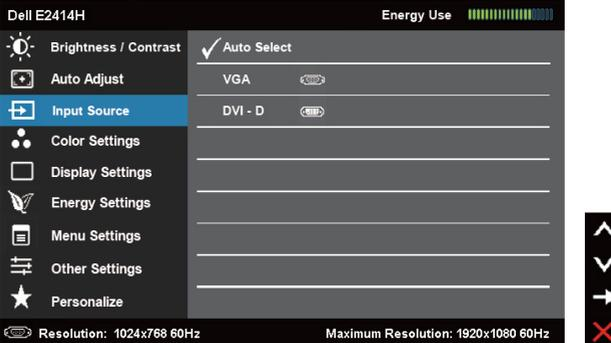 Dell E2414H Energy Use
Brightness / Contrast Auto Select
Auto Adjust VGA
Input Source DVI - D
Color Settings
Display Settings
Energy Settings
Menu Settings
Other Settings
Personalize
Resolution: 1024x768 60Hz Maximum Resolution: 1920x1080 60Hz